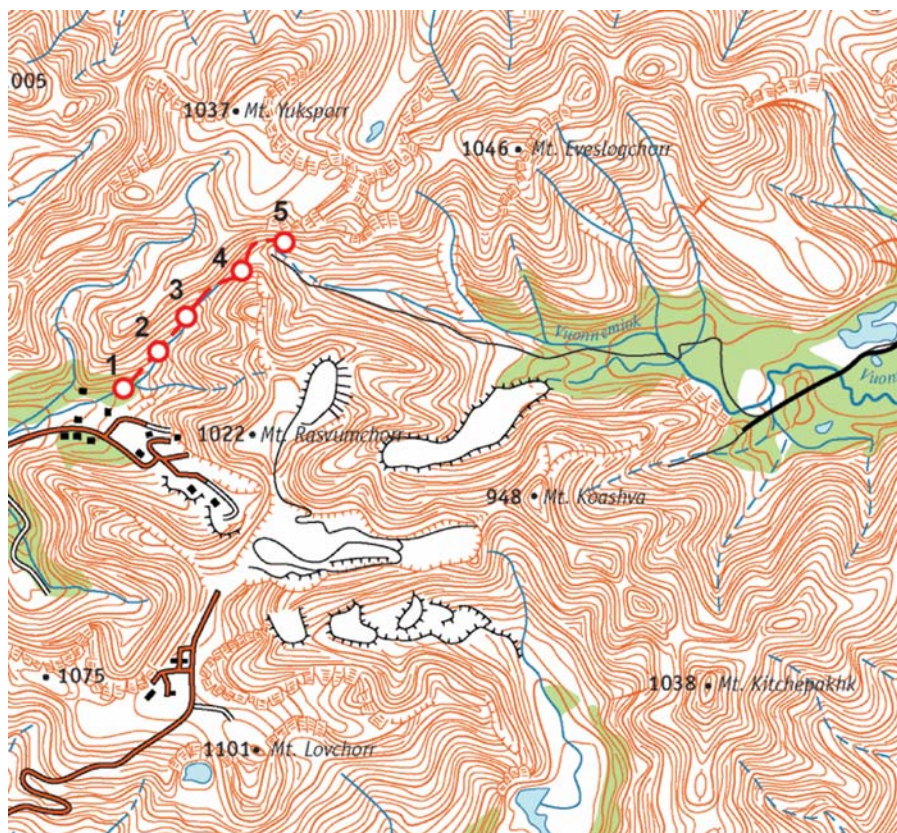 005
1037 • Mt. Yuksporr
1046 • Mt. Eveslogchorr
5
4
3
2
1
Vuonnemiok
Vuon
1022 • Mt. Rasvumchorr
948 • Mt. Koashva
• 1075
1038 • Mt. Kitchepakhk
1101 • Mt. Lovchorr